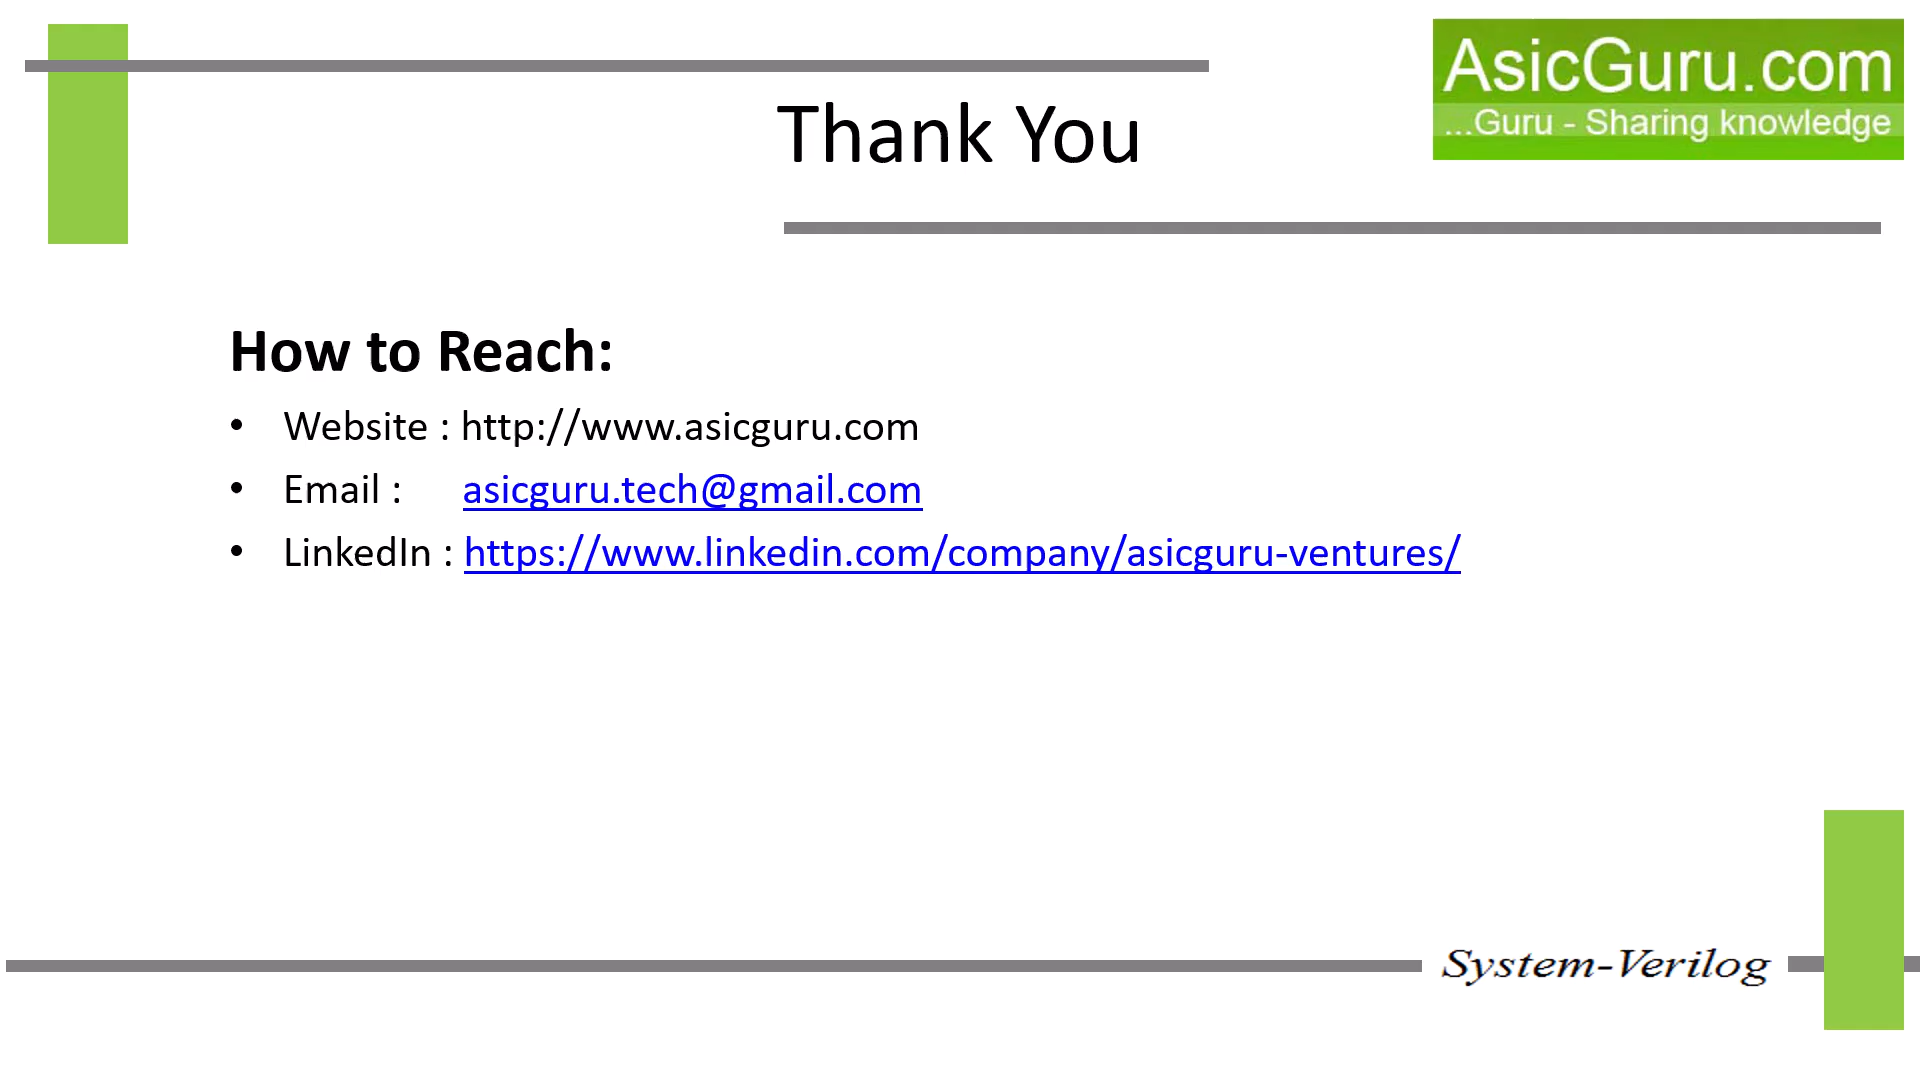 AsicGuru.com
...Guru - Sharing knowledge
Thank You
How to Reach:
• Website : http://www.asicguru.com
• Email : asicguru.tech@gmail.com
• LinkedIn : https://www.linkedin.com/company/asicguru-ventures/
System-Verilog